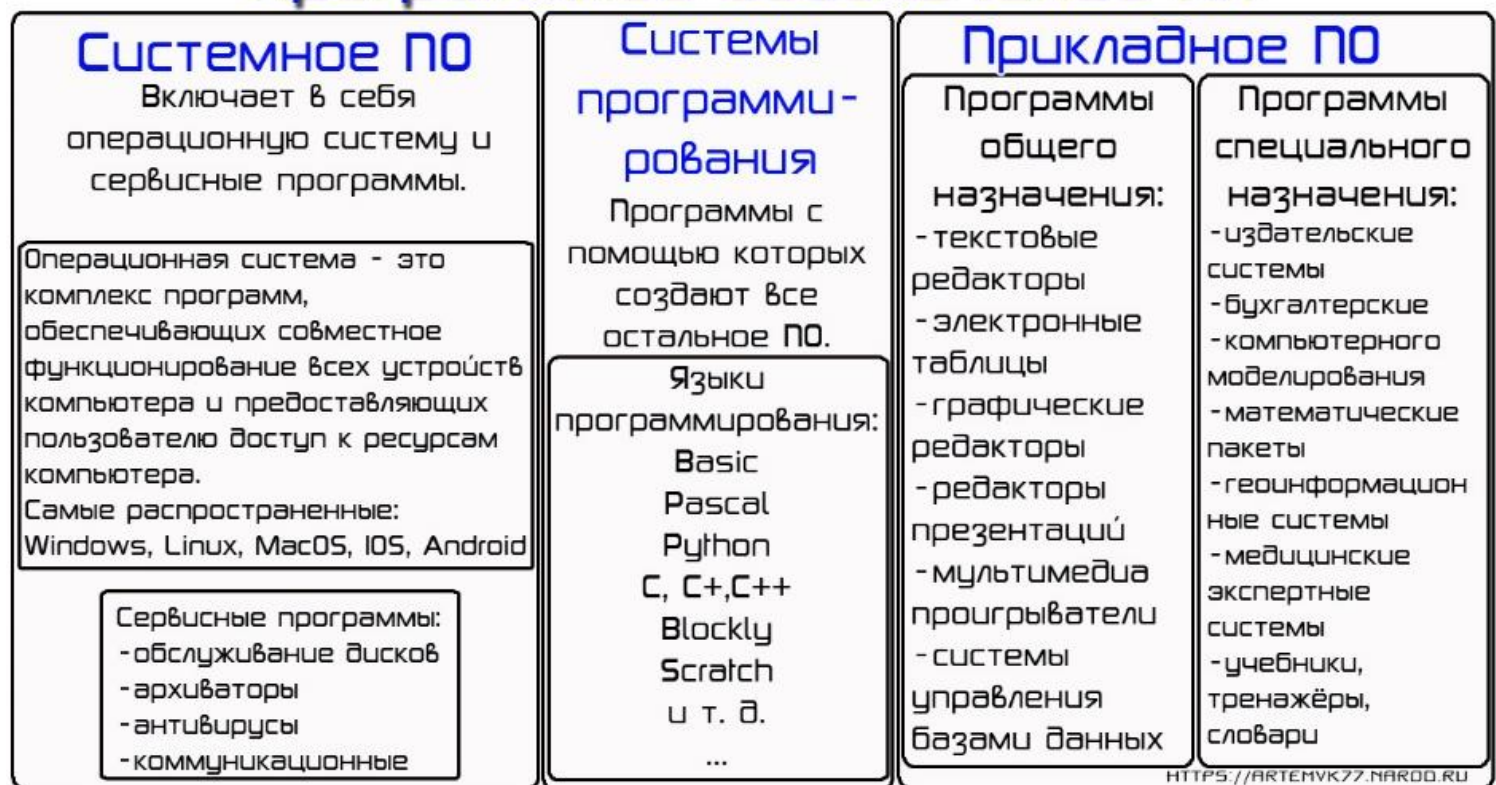 Системное ПО
Включает в себя
операционную систему и
сервисные программы.
Операционная система - это
комплекс программ,
обеспечивающих совместное
функционирование всех устройств
компьютера и предоставляющих
пользователю доступ к ресурсам
компьютера.
Самые распространенные:
Windows, Linux, MacOS, IOS, Android
Сервисные программы:
-обслуживание дисков
-архиваторы
-антивирусы
-коммуникационные
Системы
программи-
рования
Программы с
помощью которых
создают все
остальное ПО.
Языки
программирования:
Basic
Pascal
Python
C, C+,C++
Blockly
Scratch
и т. д.
...
Прикладное ПО
Программы
общего
назначения:
-текстовые
редакторы
-электронные
таблицы
-графические
редакторы
-редакторы
презентаций
-мультимедиа
проигрыватели
-системы
управления
базами данных
Программы
специального
назначения:
-издательские
системы
-бухгалтерские
-компьютерного
моделирования
-математические
пакеты
-геоинформацион
ные системы
-медицинские
экспертные
системы
-учебники,
тренажёры,
словари
HTTPS://ARTEMVK77.NAROD.RU